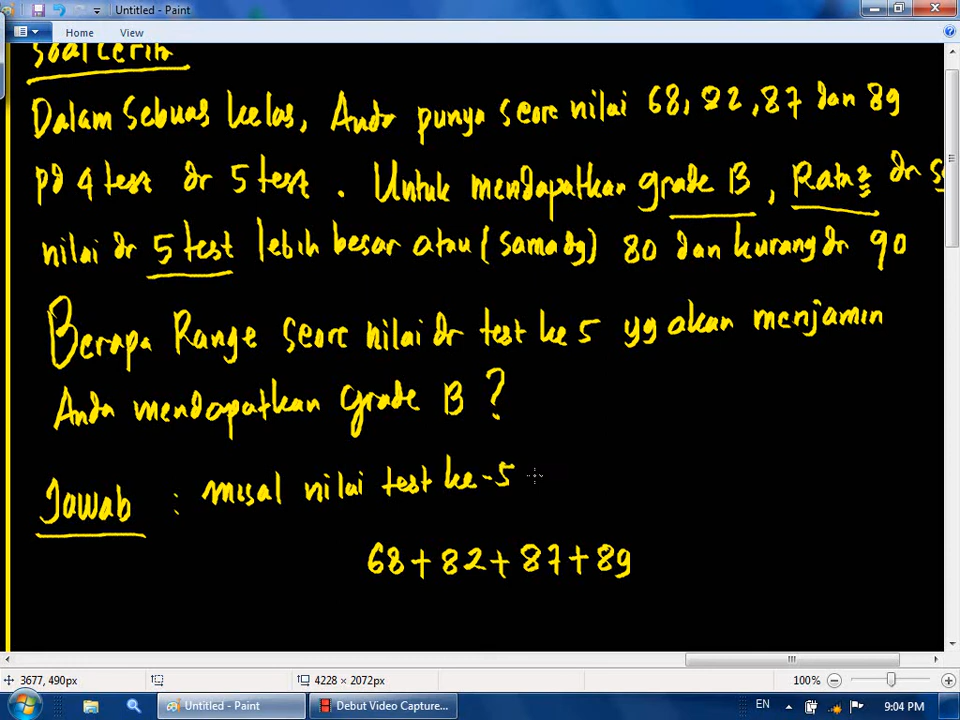 Untitled - Paint
Home View
Soal Cerita
Dalam Sebuah kelas, Anda punya score nilai 68, 82, 87 dan 89
pd 4 test dr 5 test . Untuk mendapatkan grade B , Rata2 dr
nilai dr 5 test lebih besar atau (sama dg) 80 dan kurang dr 90
Berapa Range score nilai dr test ke 5 yg akan menjamin
Anda mendapatkan grade B ?
Jawab : misal nilai test ke-5
68 + 82 + 87 + 89
3677, 490px 4228 × 2072px 100%
Untitled - Paint Debut Video Capture... EN 9:04 PM